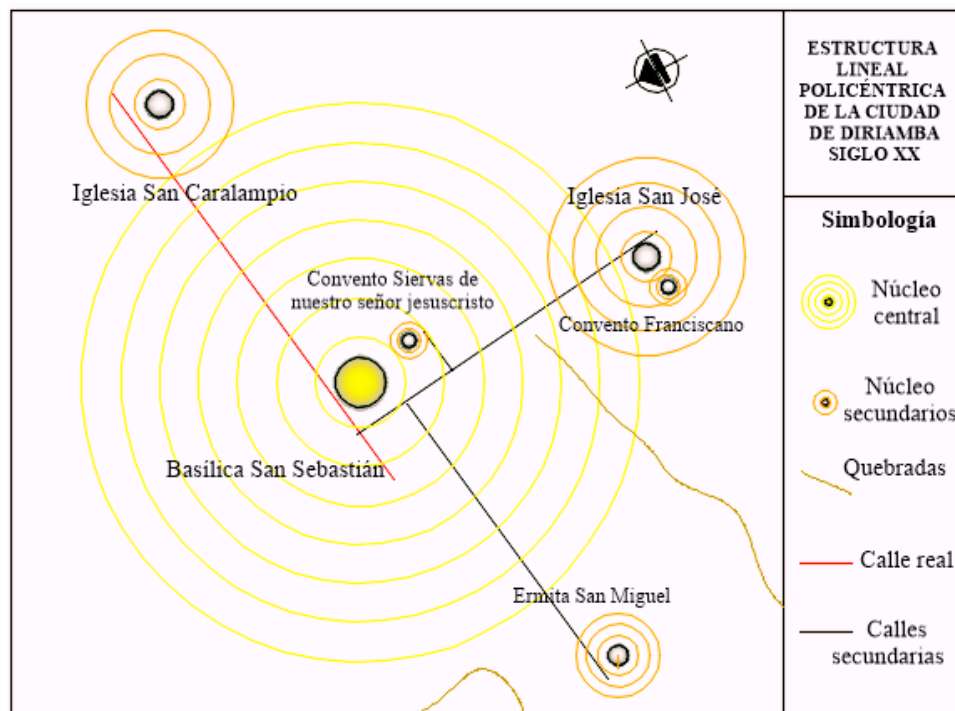 Iglesia San Caralampio
Iglesia San José
Convento Siervas de
nuestro señor jesuscristo
Convento Franciscano
Basílica San Sebastián
Ermita San Miguel
ESTRUCTURA
LINEAL
POLICÉNTRICA
DE LA CIUDAD
DE DIRIAMBA
SIGLO XX
Simbología
Núcleo
central
Núcleo
secundarios
Quebradas
Calle real
Calles
secundarias